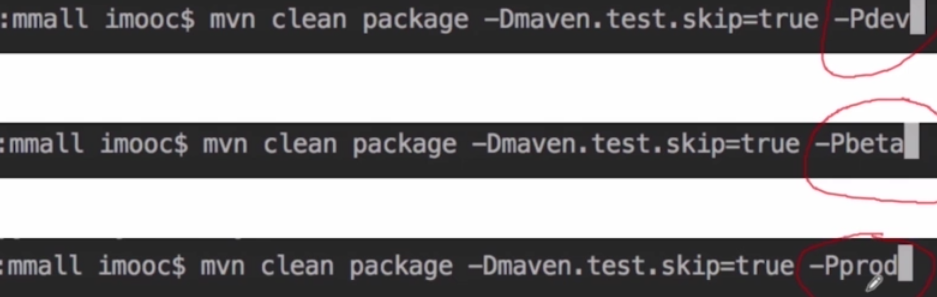 :mmall imooc$ mvn clean package -Dmaven.test.skip=true -Pdev
:mmall imooc$ mvn clean package -Dmaven.test.skip=true -Pbeta
:mmall imooc$ mvn clean package -Dmaven.test.skip=true -Pprod